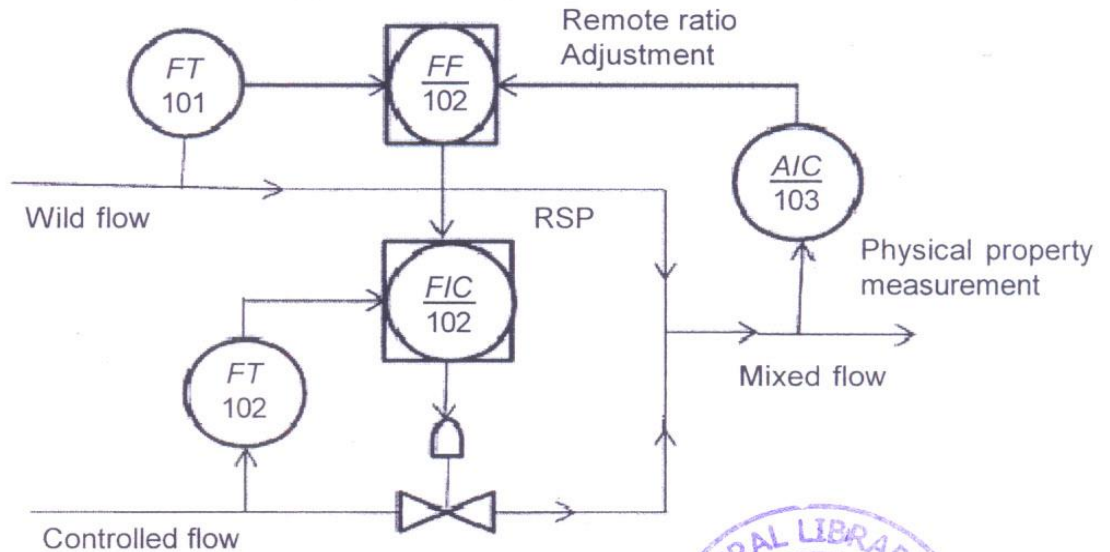 Remote ratio
Adjustment
FT
101
FF
102
AIC
103
Wild flow
RSP
Physical property
measurement
FIC
102
FT
102
Mixed flow
Controlled flow